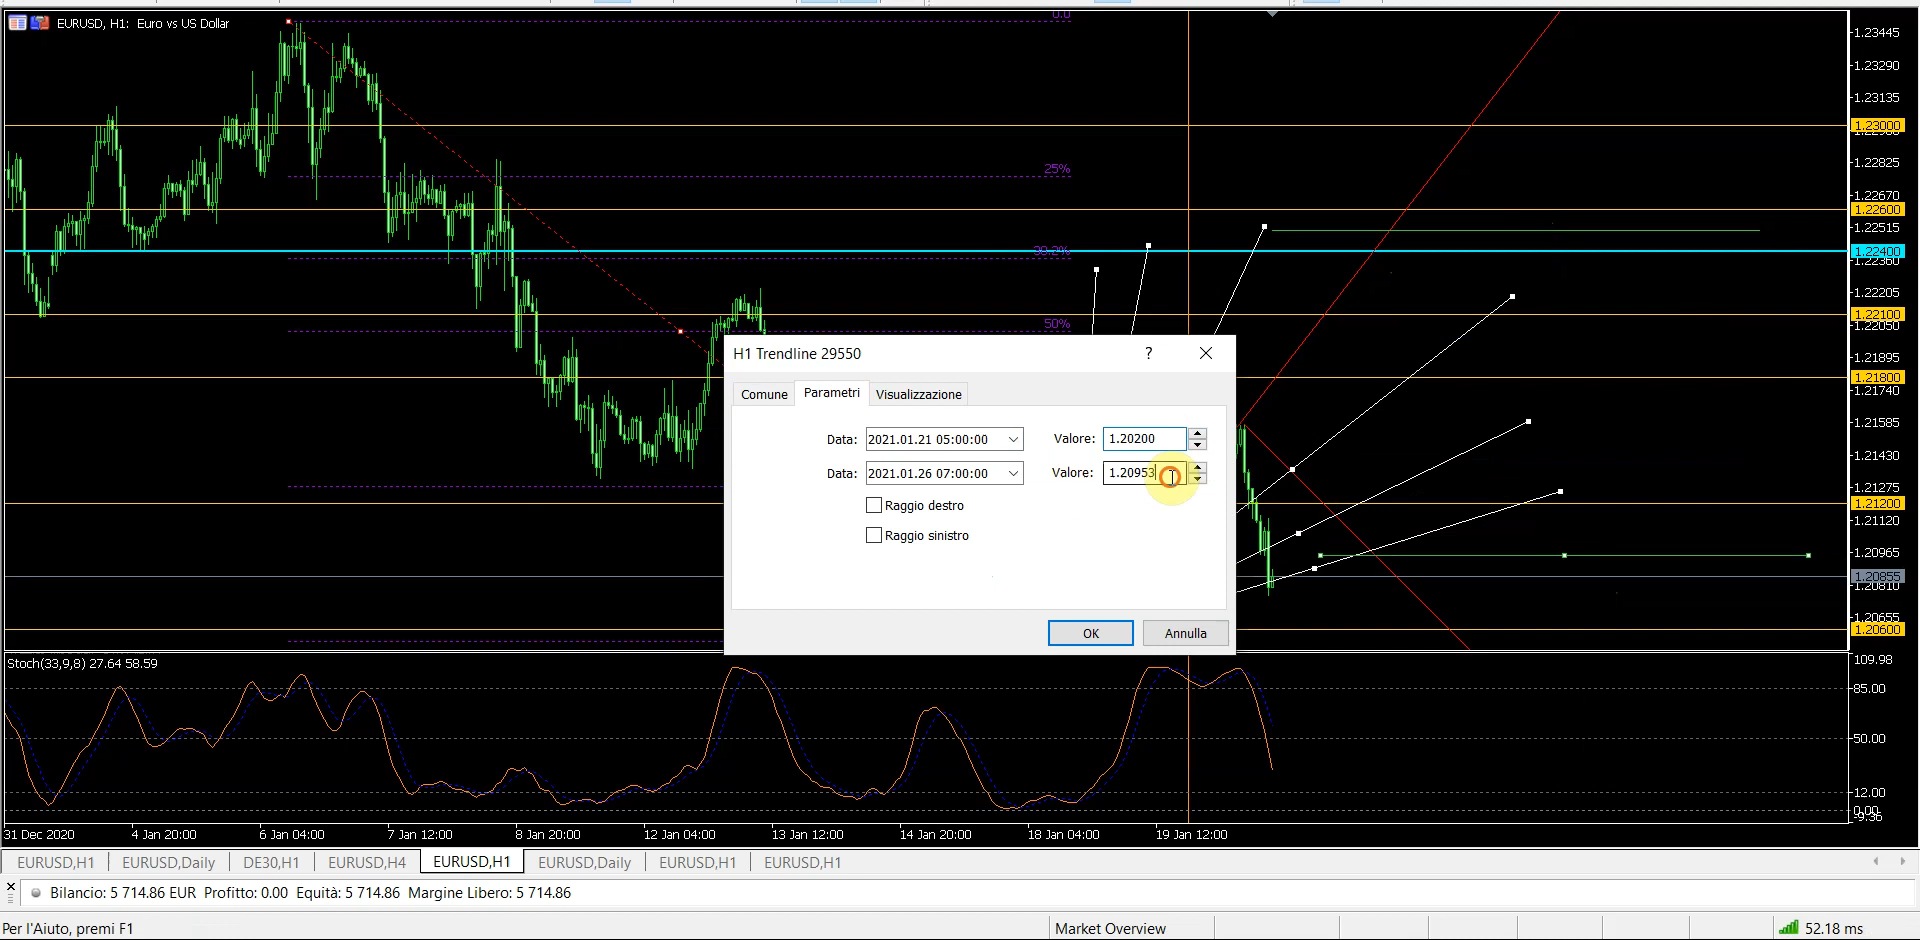 EURUSD, H1: Euro vs US Dollar
0.0
25%
38.2%
50%
1.23445
1.23290
1.23135
1.23000
1.22825
1.22670
1.22600
1.22515
1.22400
1.22360
1.22205
1.22100
1.22050
1.21895
1.21800
1.21740
1.21585
1.21430
1.21275
1.21200
1.21120
1.20965
1.20855
1.20810
1.20655
1.20600
H1 Trendline 29550
?
Comune Parametri Visualizzazione
Data: 2021.01.21 05:00:00 Valore: 1.20200
Data: 2021.01.26 07:00:00 Valore: 1.20953
Raggio destro
Raggio sinistro
OK Annulla
Stoch(33,9,8) 27.64 58.59
109.98
85.00
50.00
12.00
0.00
31 Dec 2020 4 Jan 20:00 6 Jan 04:00 7 Jan 12:00 8 Jan 20:00 12 Jan 04:00 13 Jan 12:00 14 Jan 20:00 18 Jan 04:00 19 Jan 12:00
EURUSD,H1 EURUSD,Daily DE30,H1 EURUSD,H4 EURUSD,H1 EURUSD,Daily EURUSD,H1 EURUSD,H1
Bilancio: 5 714.86 EUR Profitto: 0.00 Equità: 5 714.86 Margine Libero: 5 714.86
Per l'Aiuto, premi F1 Market Overview 52.18 ms